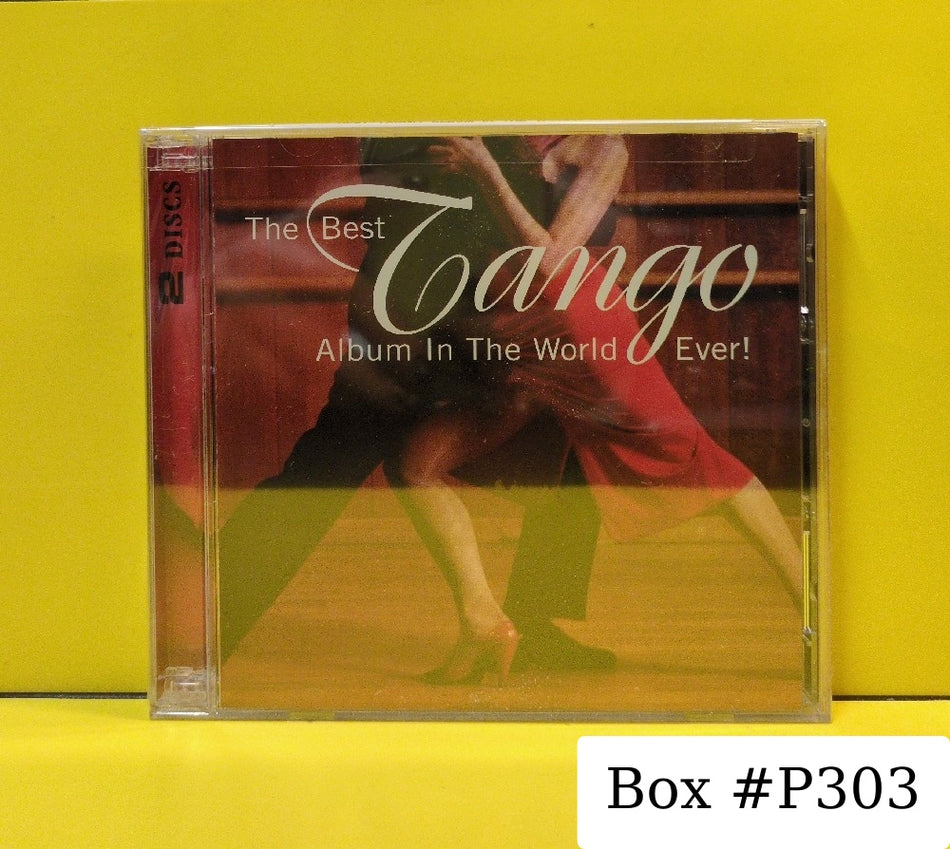 2 DISCS
The Best
Tango
Album In The World Ever!
Box #P303